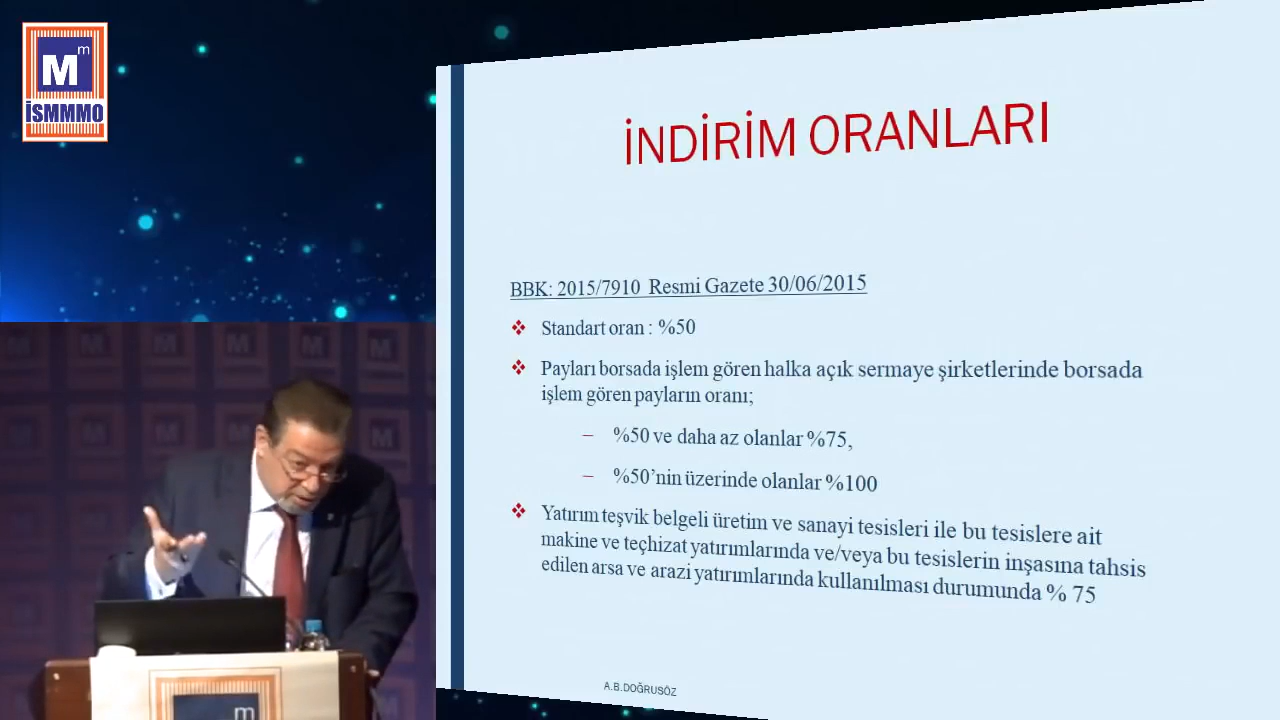 M
m
İSMMMO
İNDİRİM ORANLARI
BBK: 2015/7910 Resmi Gazete 30/06/2015
❖ Standart oran : %50
❖ Payları borsada işlem gören halka açık sermaye şirketlerinde borsada
işlem gören payların oranı;
– %50 ve daha az olanlar %75,
– %50’nin üzerinde olanlar %100
❖ Yatırım teşvik belgeli üretim ve sanayi tesisleri ile bu tesislere ait
makine ve teçhizat yatırımlarında ve/veya bu tesislerin inşasına tahsis
edilen arsa ve arazi yatırımlarında kullanılması durumunda % 75
A.B.DOĞRUSÖZ
m